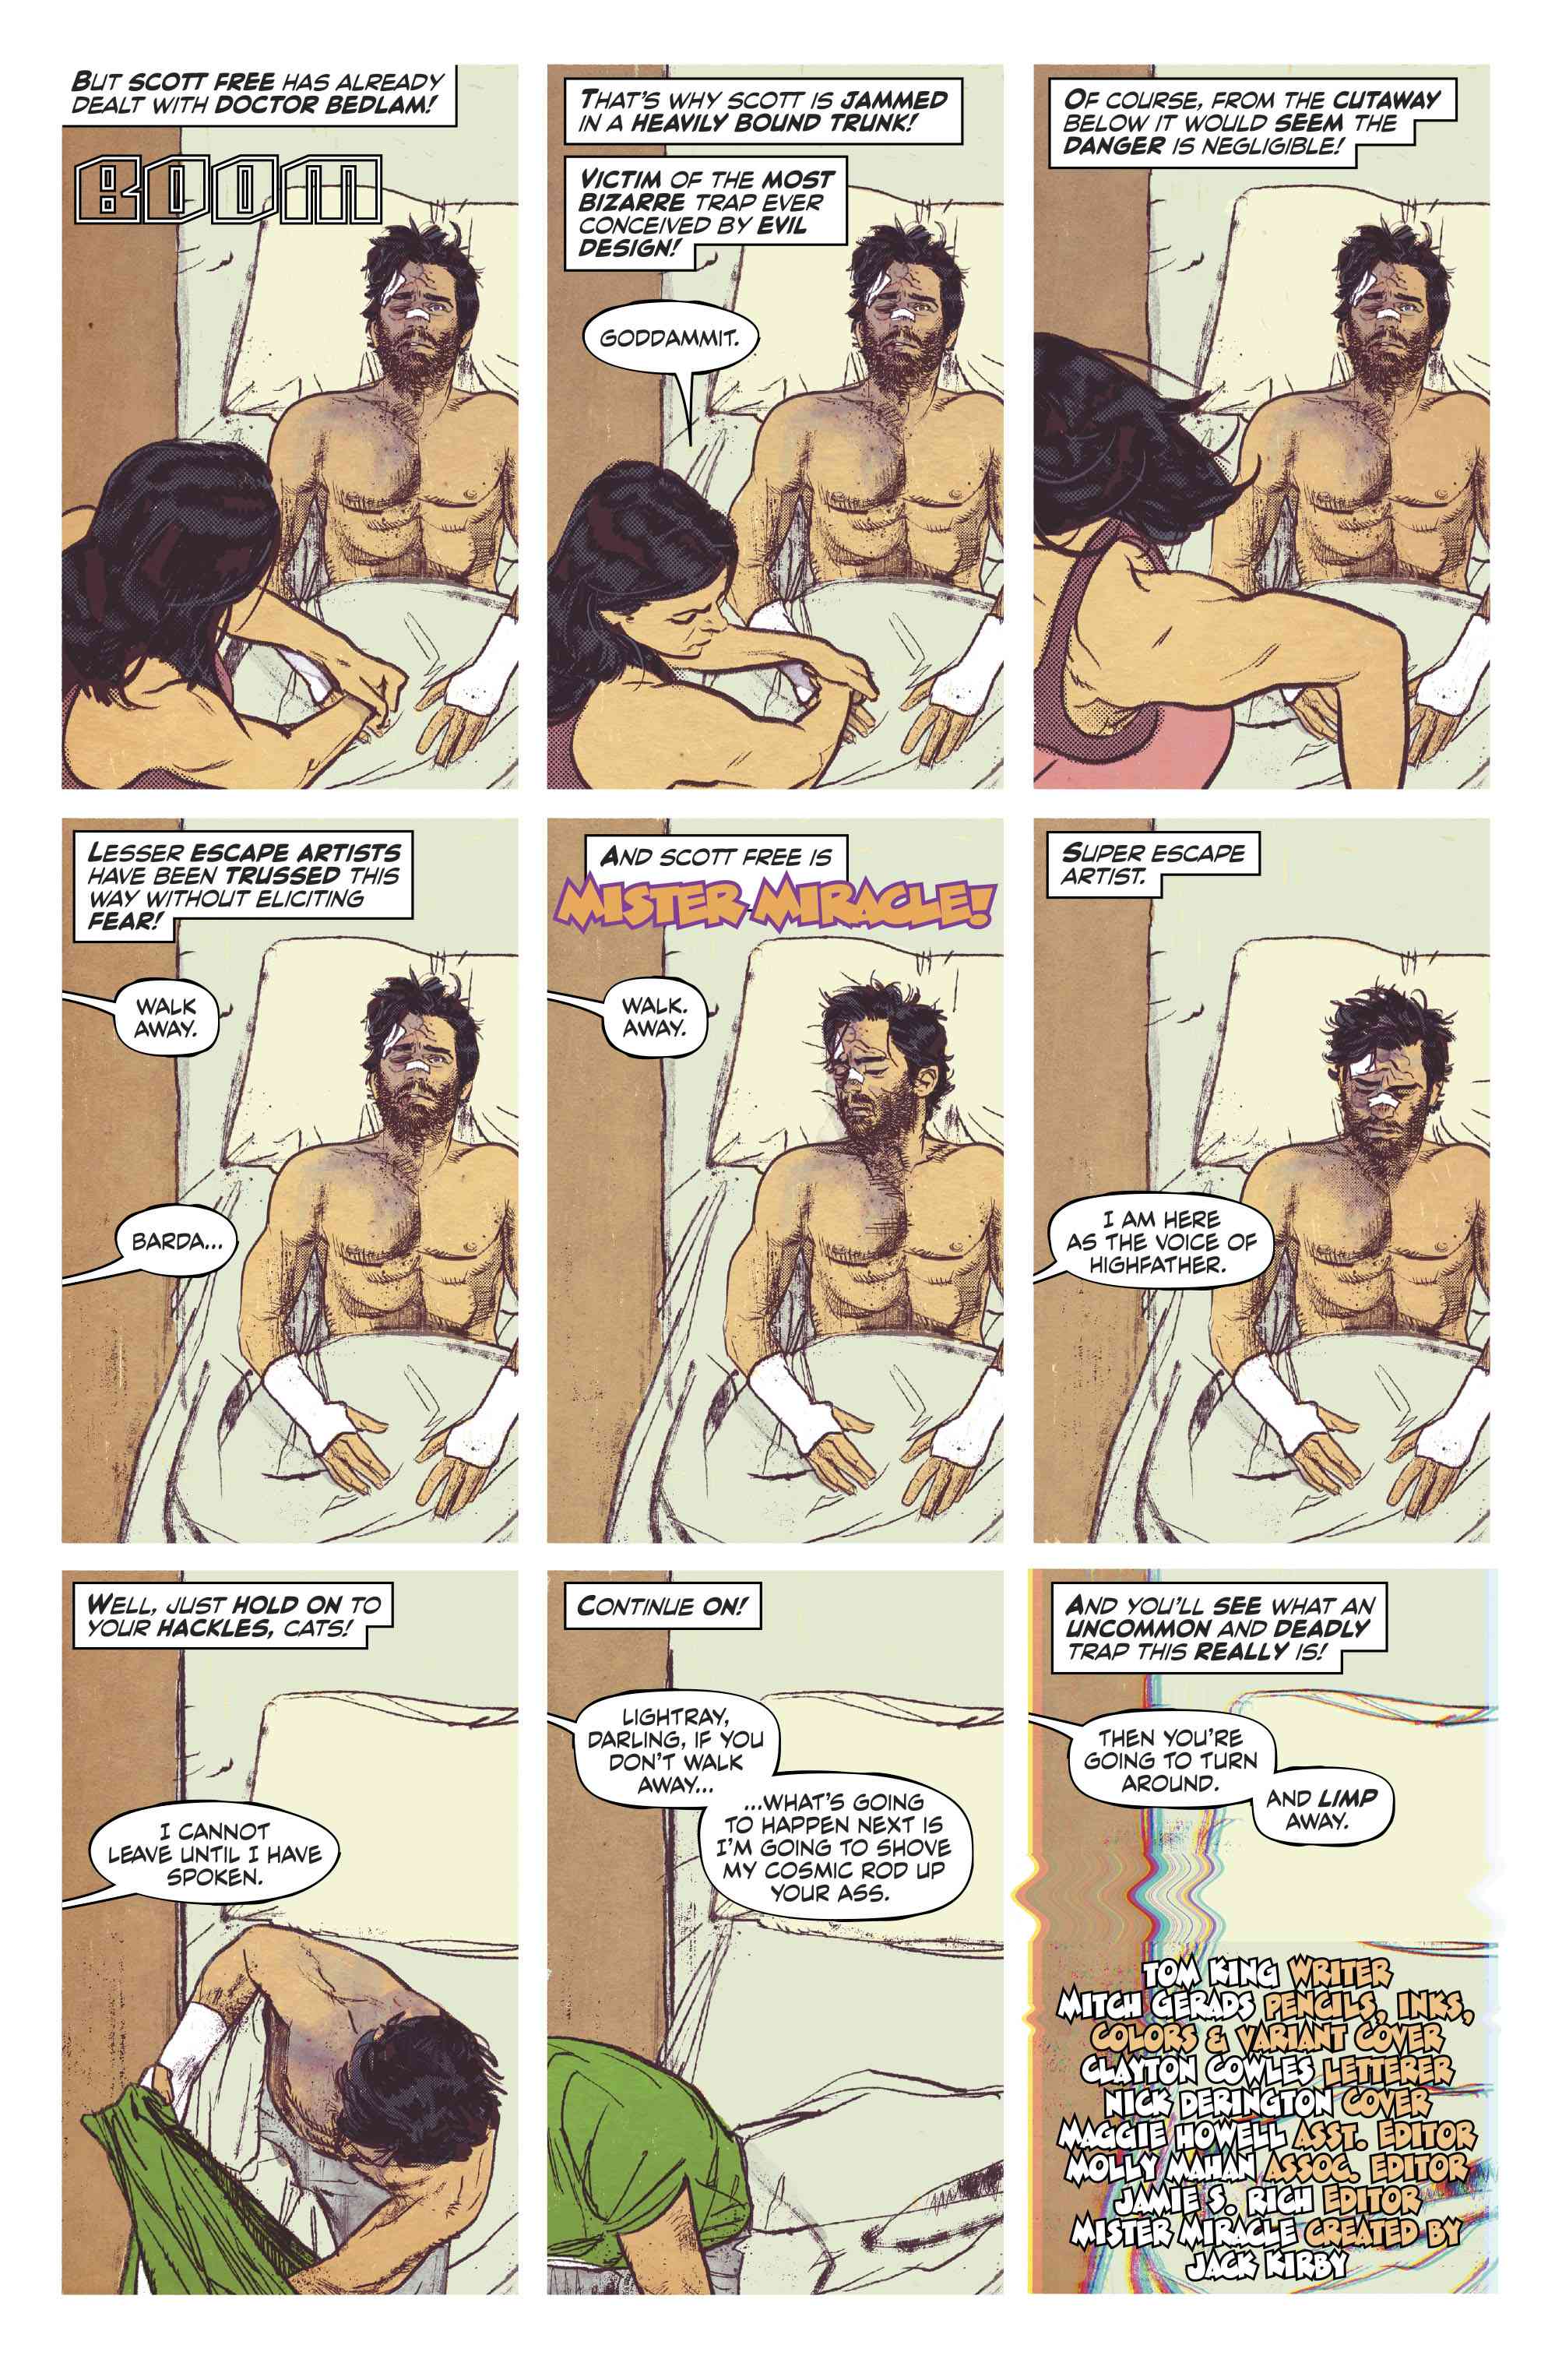 BUT SCOTT FREE HAS ALREADY
DEALT WITH DOCTOR BEDLAM!
BOOM
THAT'S WHY SCOTT IS JAMMED
IN A HEAVILY BOUND TRUNK!
VICTIM OF THE MOST
BIZARRE TRAP EVER
CONCEIVED BY EVIL
DESIGN!
GODDAMMIT.
OF COURSE, FROM THE CUTAWAY
BELOW IT WOULD SEEM THE
DANGER IS NEGLIGIBLE!
LESSER ESCAPE ARTISTS
HAVE BEEN TRUSSED THIS
WAY WITHOUT ELICITING
FEAR!
WALK
AWAY.
BARDA...
AND SCOTT FREE IS
MISTER MIRACLE!
WALK.
AWAY.
SUPER ESCAPE
ARTIST.
I AM HERE
AS THE VOICE OF
HIGHFATHER.
WELL, JUST HOLD ON TO
YOUR HACKLES, CATS!
I CANNOT
LEAVE UNTIL I HAVE
SPOKEN.
CONTINUE ON!
LIGHTRAY,
DARLING, IF YOU
DON'T WALK
AWAY...
...WHAT'S GOING
TO HAPPEN NEXT IS
I'M GOING TO SHOVE
MY COSMIC ROD UP
YOUR ASS.
AND YOU'LL SEE WHAT AN
UNCOMMON AND DEADLY
TRAP THIS REALLY IS!
THEN YOU'RE
GOING TO TURN
AROUND.
AND LIMP
AWAY.
TOM KING WRITER
MITCH GERADS PENCILS, INKS,
COLORS & VARIANT COVER
CLAYTON COWLES LETTERER
NICK DERINGTON COVER
MAGGIE HOWELL ASST. EDITOR
MOLLY MAHAN ASSOC. EDITOR
JAMIE S. RICH EDITOR
MISTER MIRACLE CREATED BY
JACK KIRBY